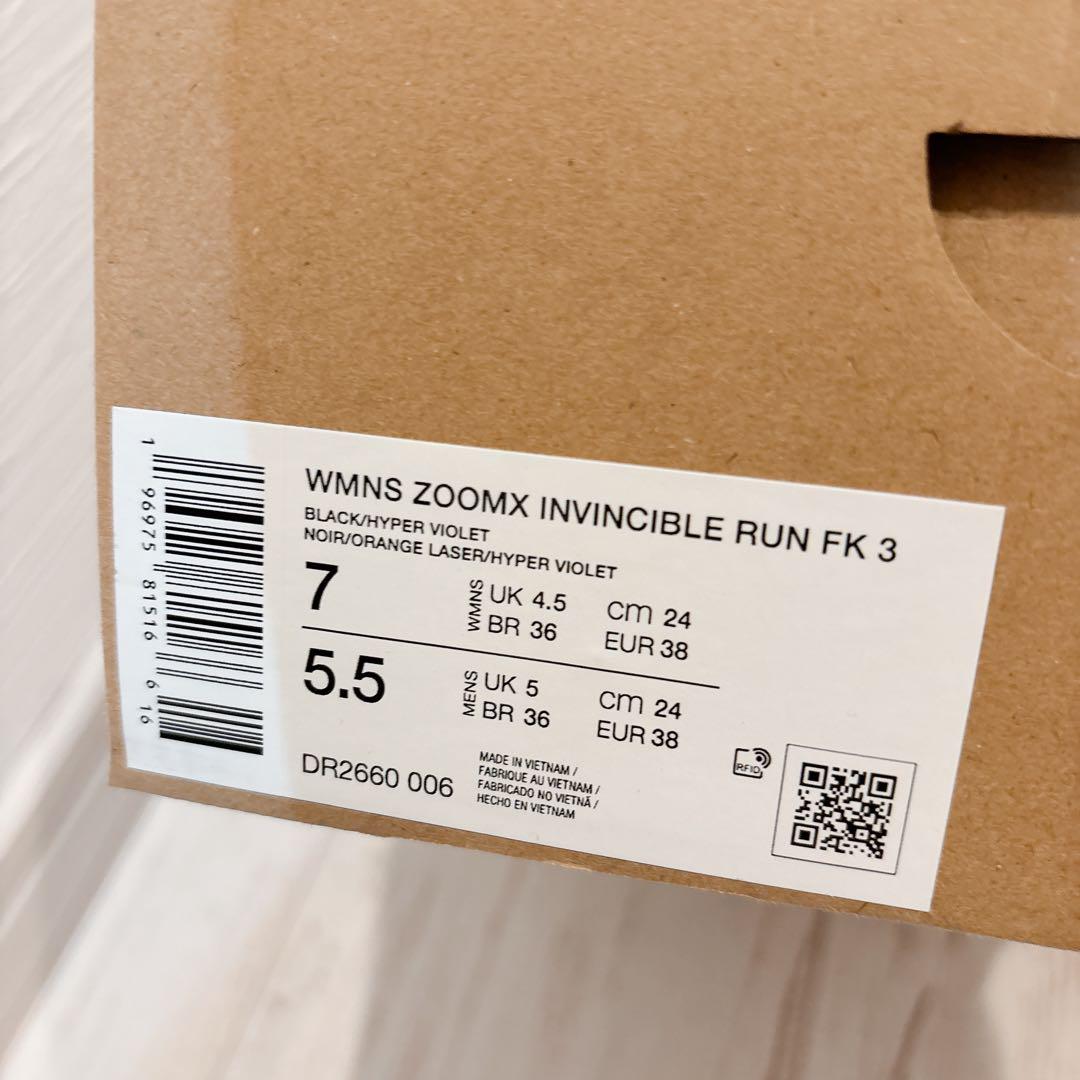 WMNS ZOOMX INVINCIBLE RUN FK 3
BLACK/HYPER VIOLET
NOIR/ORANGE LASER/HYPER VIOLET
7
WMNS
UK 4.5 cm 24
BR 36 EUR 38
5.5
MENS
UK 5 cm 24
BR 36 EUR 38
DR2660 006
MADE IN VIETNAM /
FABRIQUE AU VIETNAM /
FABRICADO NO VIETNÃ /
HECHO EN VIETNAM
RFID
1 96975 81516 6 16